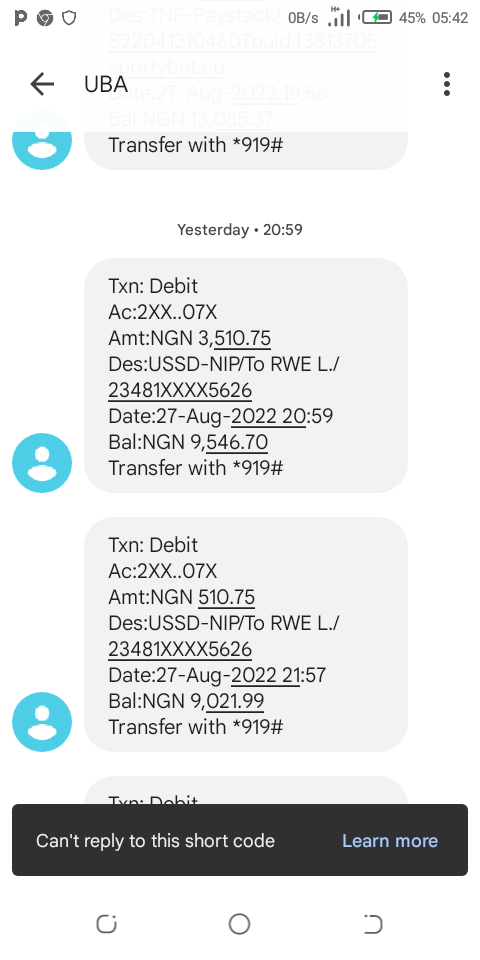 0B/s H+ 45% 05:42
Des:TNF-Paystack/
S220412104607puid43813705
sportybet.co
UBA
Date:27-Aug-2022 19:56
Bal:NGN 13,085.37
Transfer with *919#
Yesterday • 20:59
Txn: Debit
Ac:2XX..07X
Amt:NGN 3,510.75
Des:USSD-NIP/To RWE L./
23481XXXX5626
Date:27-Aug-2022 20:59
Bal:NGN 9,546.70
Transfer with *919#
Txn: Debit
Ac:2XX..07X
Amt:NGN 510.75
Des:USSD-NIP/To RWE L./
23481XXXX5626
Date:27-Aug-2022 21:57
Bal:NGN 9,021.99
Transfer with *919#
Txn: Debit
Can't reply to this short code Learn more